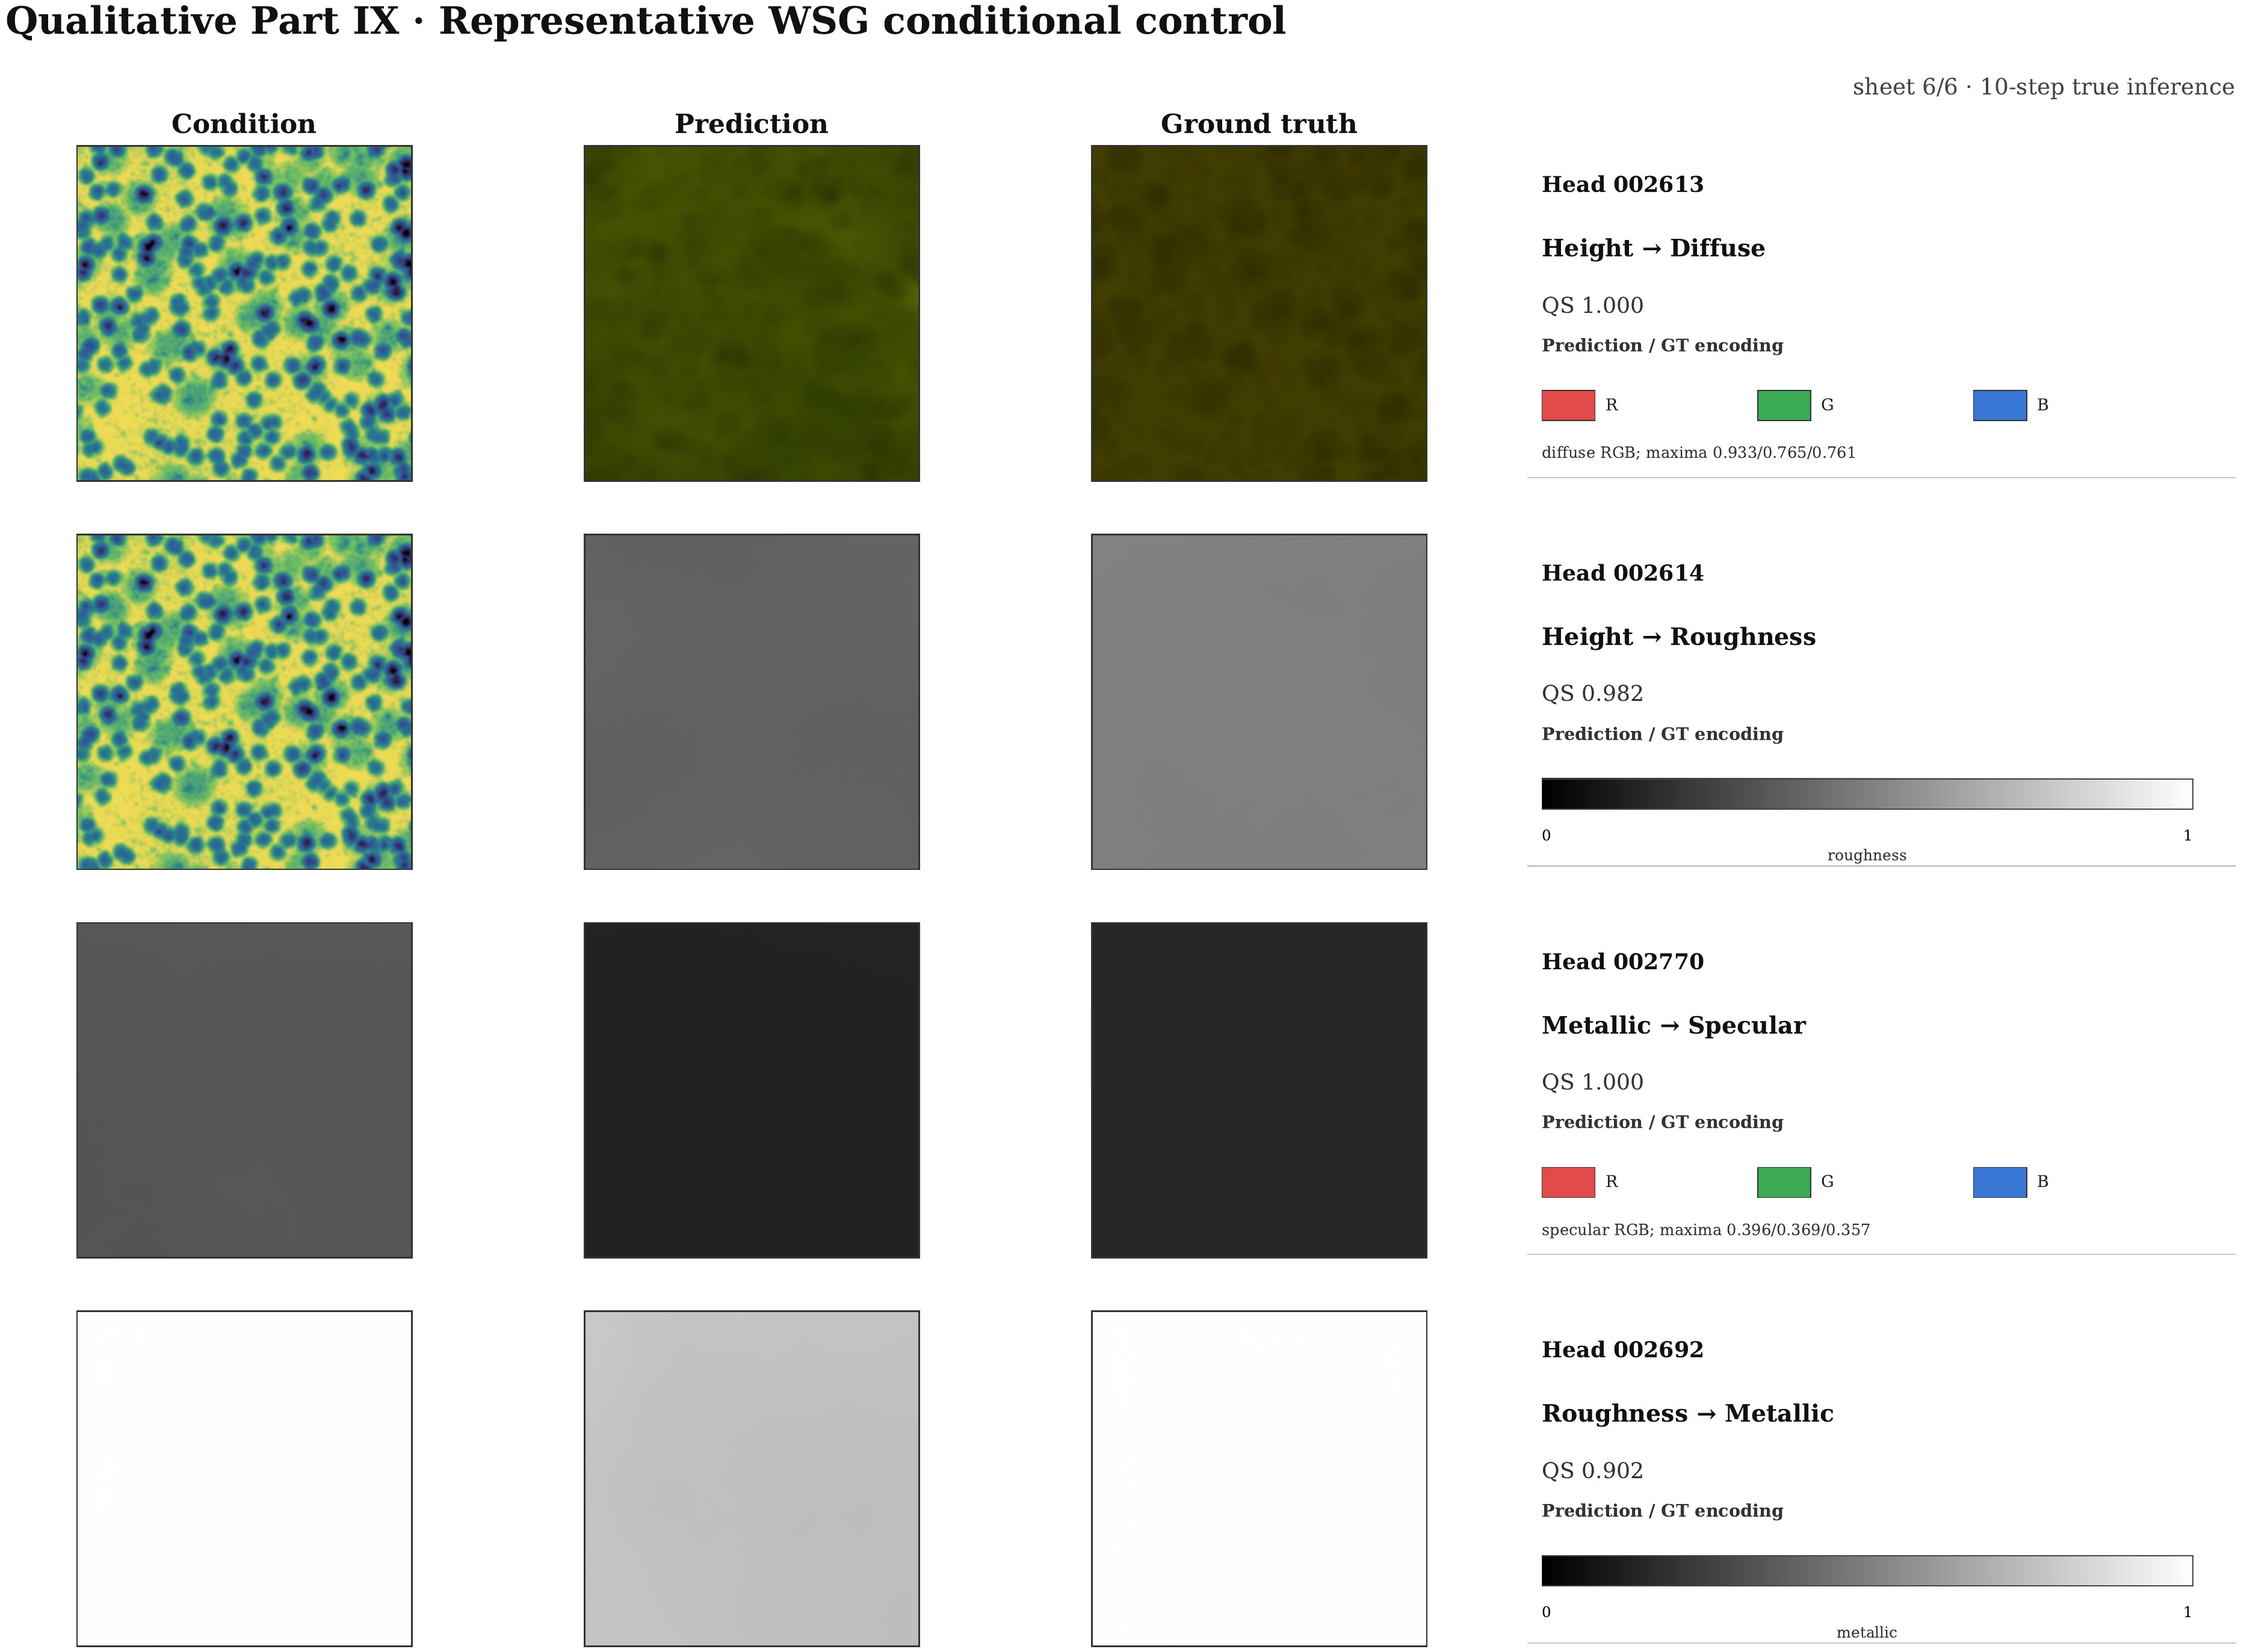 Qualitative Part IX · Representative WSG conditional control
sheet 6/6 · 10-step true inference
Condition
Prediction
Ground truth
Head 002613
Height → Diffuse
QS 1.000
Prediction / GT encoding
R
G
B
diffuse RGB; maxima 0.933/0.765/0.761
Head 002614
Height → Roughness
QS 0.982
Prediction / GT encoding
0
1
roughness
Head 002770
Metallic → Specular
QS 1.000
Prediction / GT encoding
R
G
B
specular RGB; maxima 0.396/0.369/0.357
Head 002692
Roughness → Metallic
QS 0.902
Prediction / GT encoding
0
1
metallic